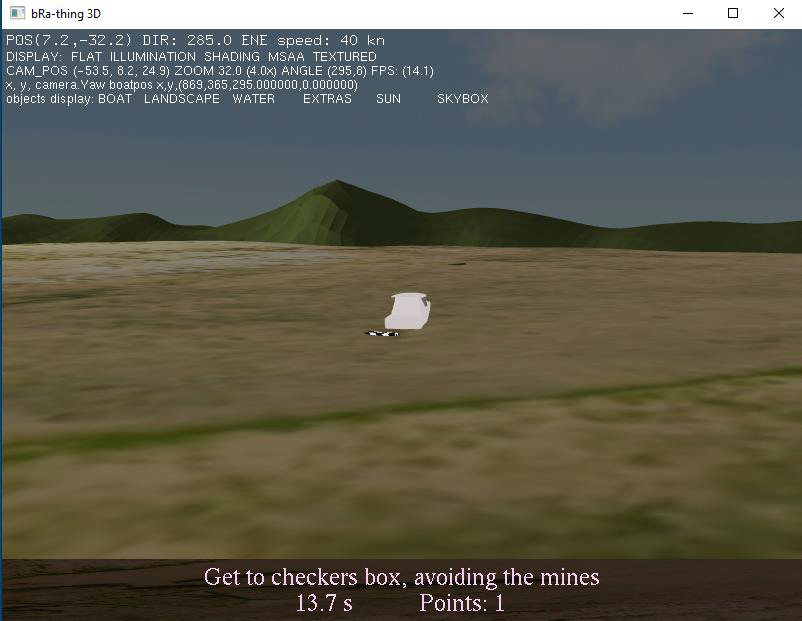 bRa-thing 3D
POS(7.2,-32.2) DIR: 285.0 ENE speed: 40 kn
DISPLAY: FLAT ILLUMINATION SHADING MSAA TEXTURED
CAM_POS (-53.5, 8.2, 24.9) ZOOM 32.0 (4.0x) ANGLE (295,8) FPS: (14.1)
x, y, camera.Yaw boatpos x,y,(869,365,295.000000,0.000000)
objects display: BOAT LANDSCAPE WATER EXTRAS SUN SKYBOX
Get to checkers box, avoiding the mines
13.7 s Points: 1